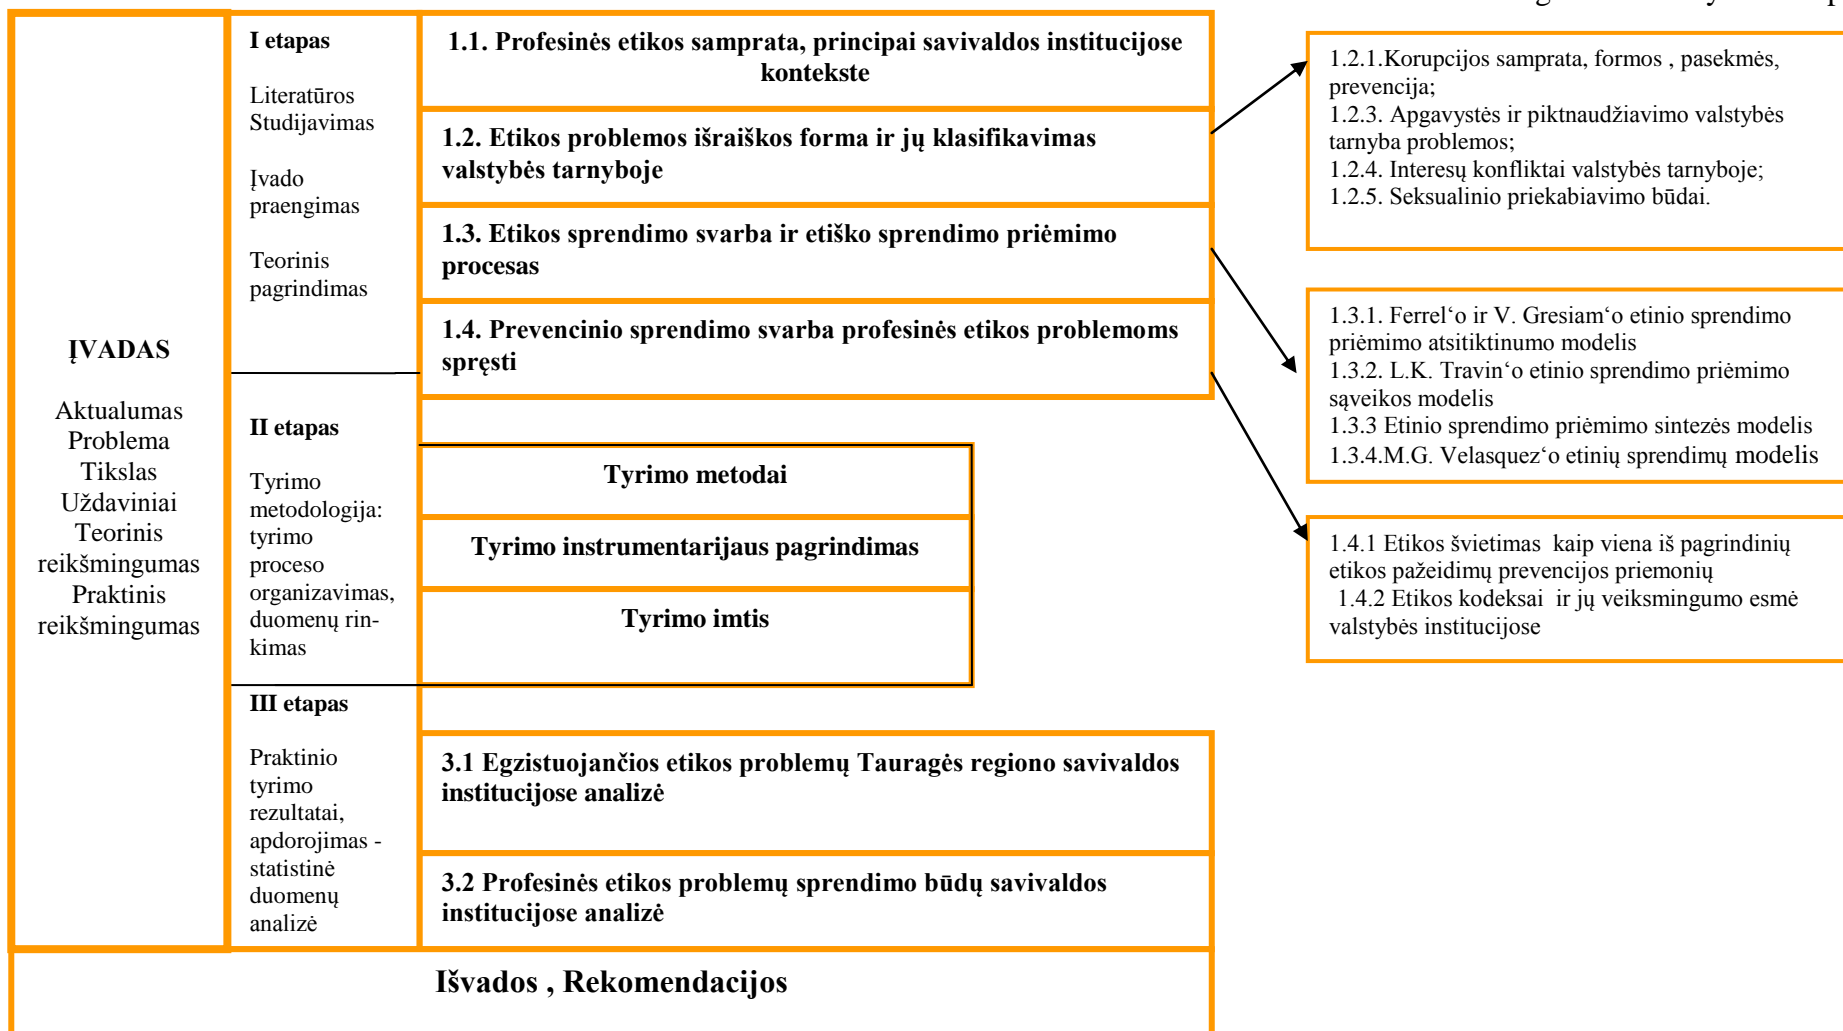 ĮVADAS
Aktualumas
Problema
Tikslas
Uždaviniai
Teorinis
reikšmingumas
Praktinis
reikšmingumas
I etapas
Literatūros
Studijavimas
Įvado
praengimas
Teorinis
pagrindimas
1.1. Profesinės etikos samprata, principai savivaldos institucijose
kontekste
1.2. Etikos problemos išraiškos forma ir jų klasifikavimas
valstybės tarnyboje
1.3. Etikos sprendimo svarba ir etiško sprendimo priėmimo
procesas
1.4. Prevencinio sprendimo svarba profesinės etikos problemoms
spręsti
1.2.1.Korupcijos samprata, formos , pasekmės,
prevencija;
1.2.3. Apgavystės ir piktnaudžiavimo valstybės
tarnyba problemos;
1.2.4. Interesų konfliktai valstybės tarnyboje;
1.2.5. Seksualinio priekabiavimo būdai.
1.3.1. Ferrel‘o ir V. Gresiam‘o etinio sprendimo
priėmimo atsitiktinumo modelis
1.3.2. L.K. Travin‘o etinio sprendimo priėmimo
sąveikos modelis
1.3.3 Etinio sprendimo priėmimo sintezės modelis
1.3.4.M.G. Velasquez‘o etinių sprendimų modelis
1.4.1 Etikos švietimas kaip viena iš pagrindinių
etikos pažeidimų prevencijos priemonių
1.4.2 Etikos kodeksai ir jų veiksmingumo esmė
valstybės institucijose
II etapas
Tyrimo
metodologija:
tyrimo
proceso
organizavimas,
duomenų rin-
kimas
Tyrimo metodai
Tyrimo instrumentarijaus pagrindimas
Tyrimo imtis
III etapas
Praktinio
tyrimo
rezultatai,
apdorojimas -
statistinė
duomenų
analizė
3.1 Egzistuojančios etikos problemų Tauragės regiono savivaldos
institucijose analizė
3.2 Profesinės etikos problemų sprendimo būdų savivaldos
institucijose analizė
Išvados , Rekomendacijos